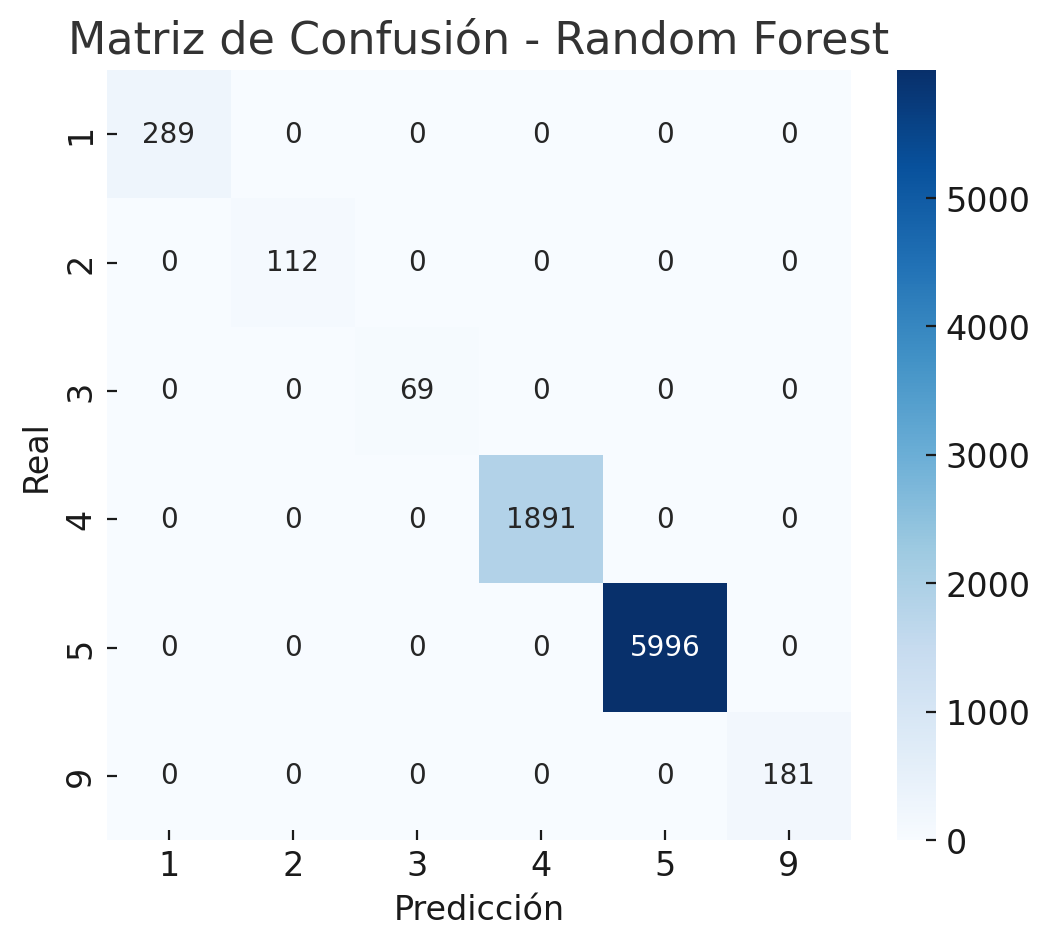 Matriz de Confusión - Random Forest
1 289 0 0 0 0 0
2 0 112 0 0 0 0
3 0 0 69 0 0 0
4 0 0 0 1891 0 0
5 0 0 0 0 5996 0
9 0 0 0 0 0 181
1 2 3 4 5 9
Predicción
Real
5000
4000
3000
2000
1000
0